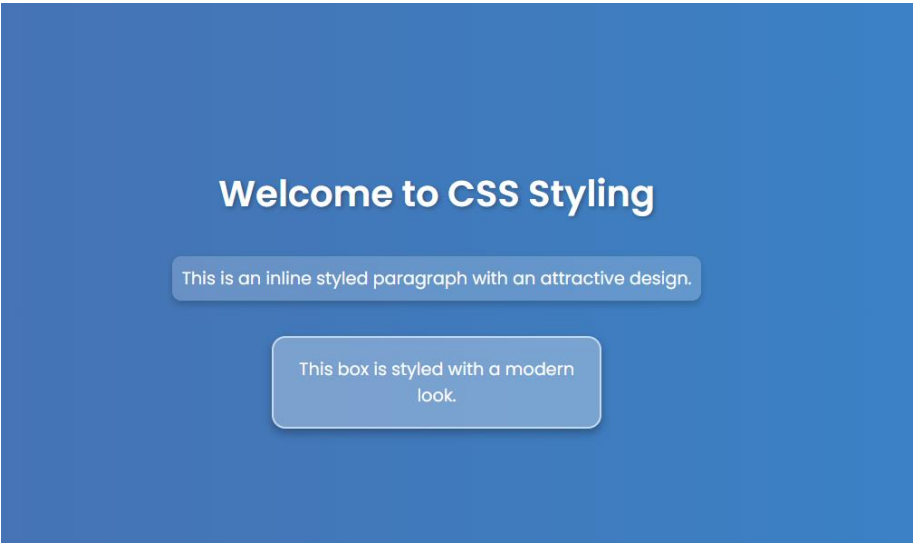 Welcome to CSS Styling
This is an inline styled paragraph with an attractive design.
This box is styled with a modern
look.